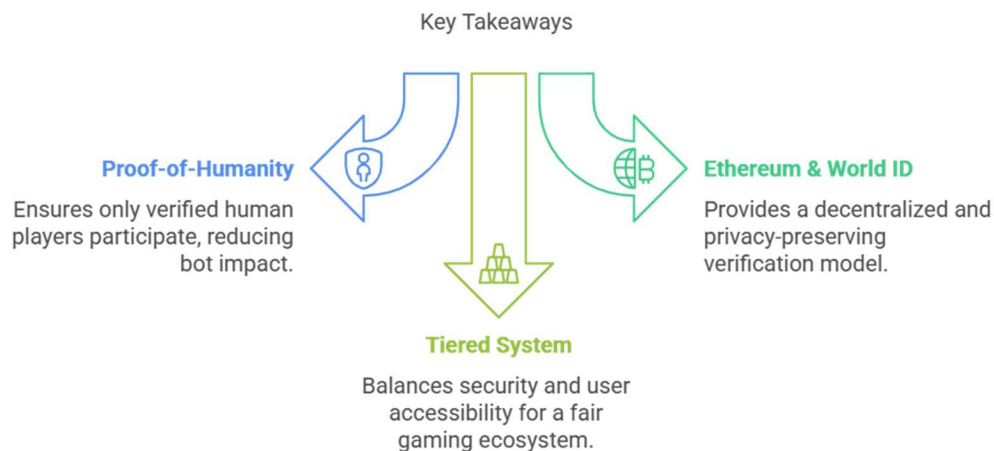 Key Takeaways
Proof-of-Humanity
Ensures only verified human
players participate, reducing
bot impact.
Ethereum & World ID
Provides a decentralized and
privacy-preserving
verification model.
Tiered System
Balances security and user
accessibility for a fair
gaming ecosystem.